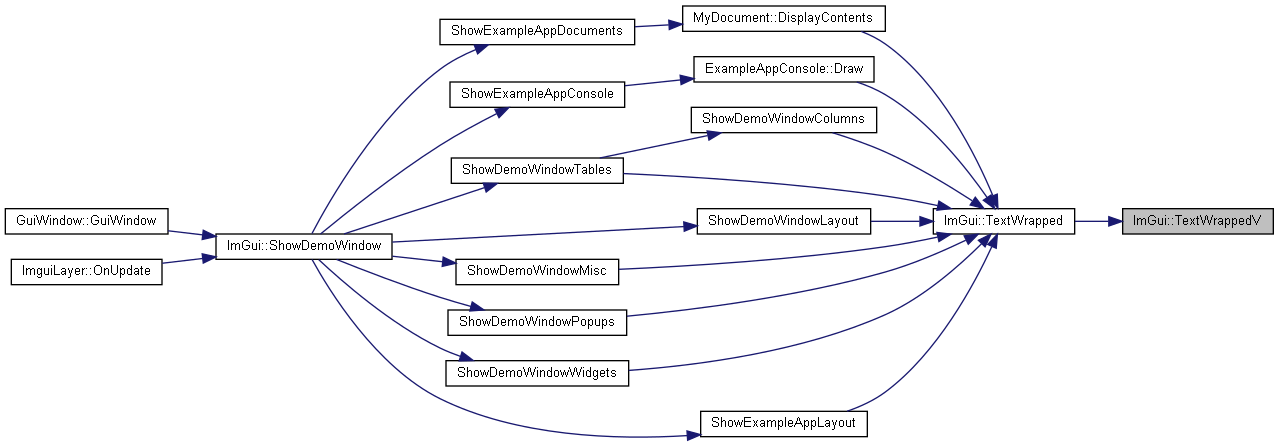 MyDocument::DisplayContents
ShowExampleAppDocuments
ExampleAppConsole::Draw
ShowExampleAppConsole
ShowDemoWindowColumns
ShowDemoWindowTables
GuiWindow::GuiWindow
ShowDemoWindowLayout
ImGui::TextWrapped
ImGui::TextWrappedV
ImGui::ShowDemoWindow
ImguiLayer::OnUpdate
ShowDemoWindowMisc
ShowDemoWindowPopups
ShowDemoWindowWidgets
ShowExampleAppLayout